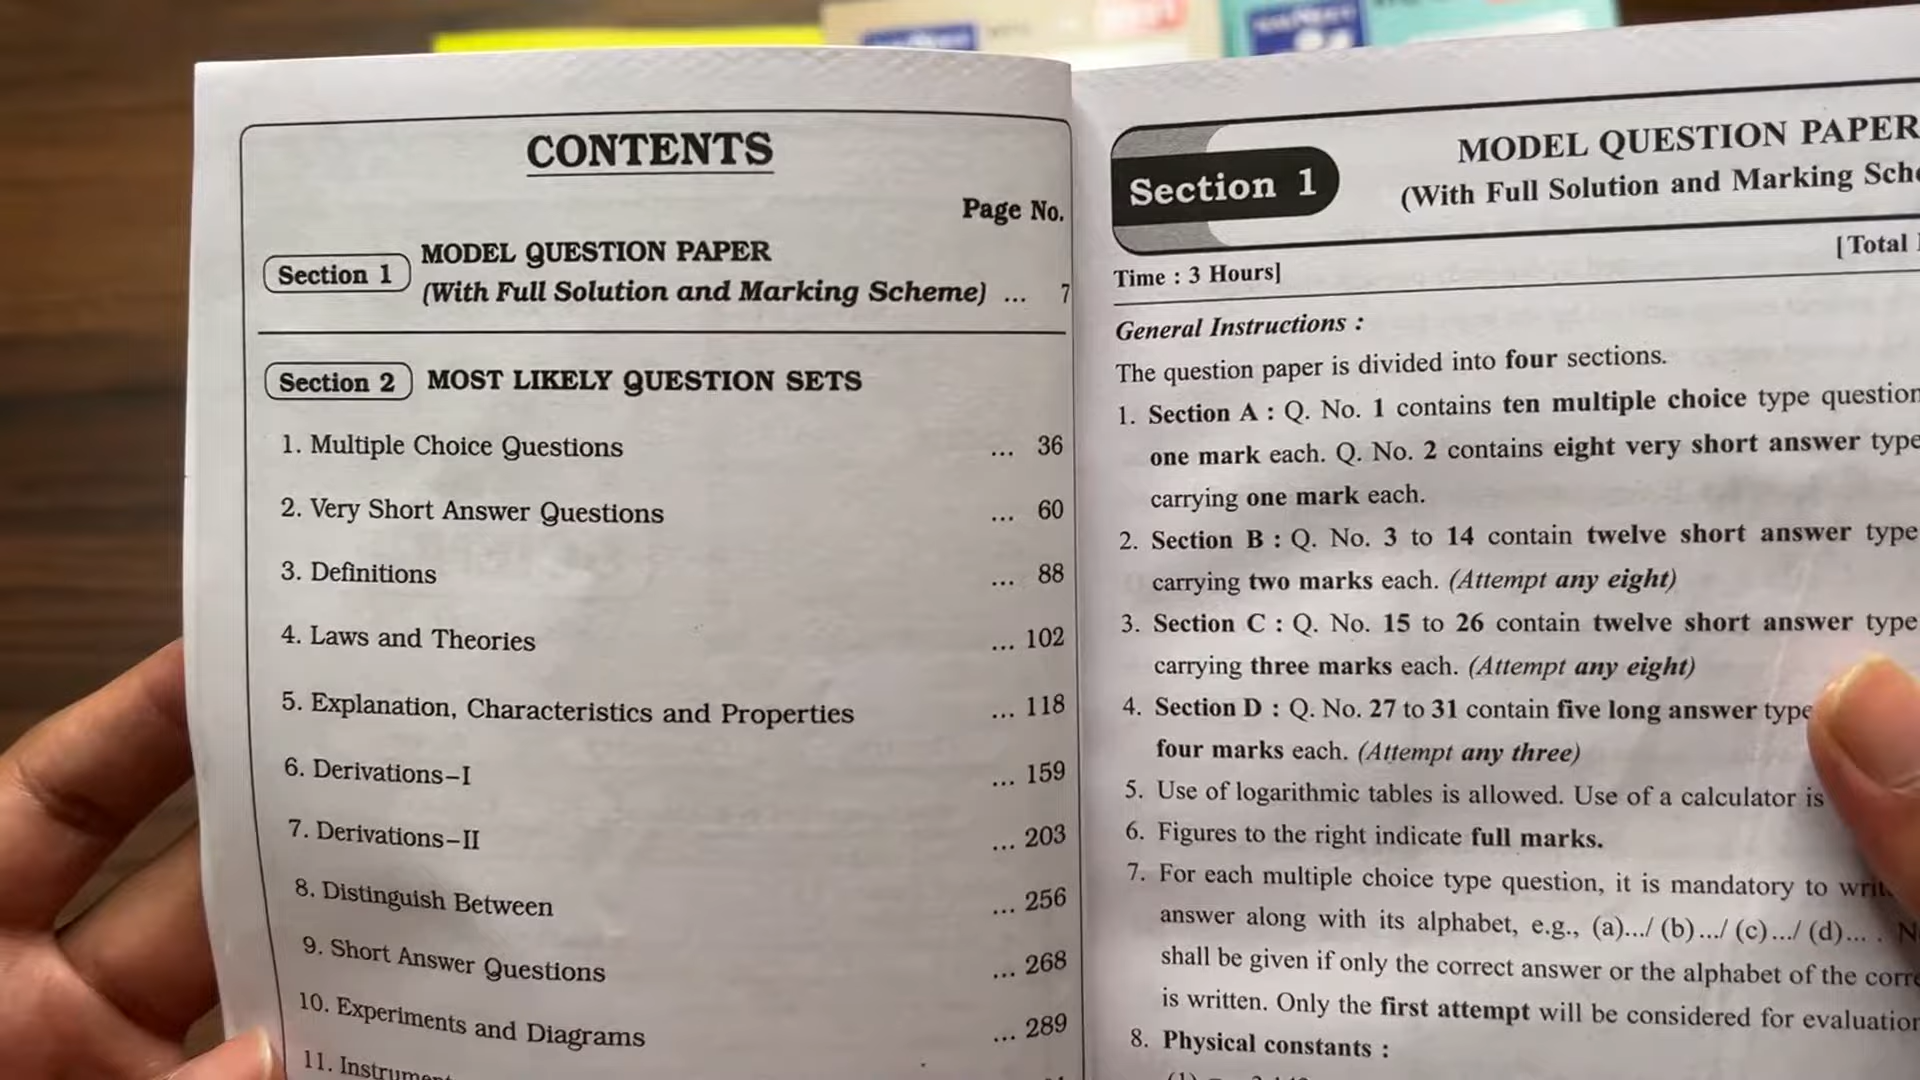 CONTENTS
Page No.
Section 1
MODEL QUESTION PAPER
(With Full Solution and Marking Scheme) ... 7
Section 2 MOST LIKELY QUESTION SETS
1. Multiple Choice Questions ... 36
2. Very Short Answer Questions ... 60
3. Definitions ... 88
4. Laws and Theories ... 102
5. Explanation, Characteristics and Properties ... 118
6. Derivations–I ... 159
7. Derivations–II ... 203
8. Distinguish Between ... 256
9. Short Answer Questions ... 268
10. Experiments and Diagrams ... 289
11.
Section 1
MODEL QUESTION PAPER
(With Full Solution and Marking
Time : 3 Hours]
[Total
General Instructions :
The question paper is divided into four sections.
1. Section A : Q. No. 1 contains ten multiple choice type
one mark each. Q. No. 2 contains eight very short answer type
carrying one mark each.
2. Section B : Q. No. 3 to 14 contain twelve short answer type
carrying two marks each. (Attempt any eight)
3. Section C : Q. No. 15 to 26 contain twelve short answer type
carrying three marks each. (Attempt any eight)
4. Section D : Q. No. 27 to 31 contain five long answer type
four marks each. (Attempt any three)
5. Use of logarithmic tables is allowed. Use of a calculator is
6. Figures to the right indicate full marks.
7. For each multiple choice type question, it is mandatory to
answer along with its alphabet, e.g., (a).../ (b).../ (c).../ (d)... .
shall be given if only the correct answer or the alphabet of the
is written. Only the first attempt will be considered for
8. Physical constants :